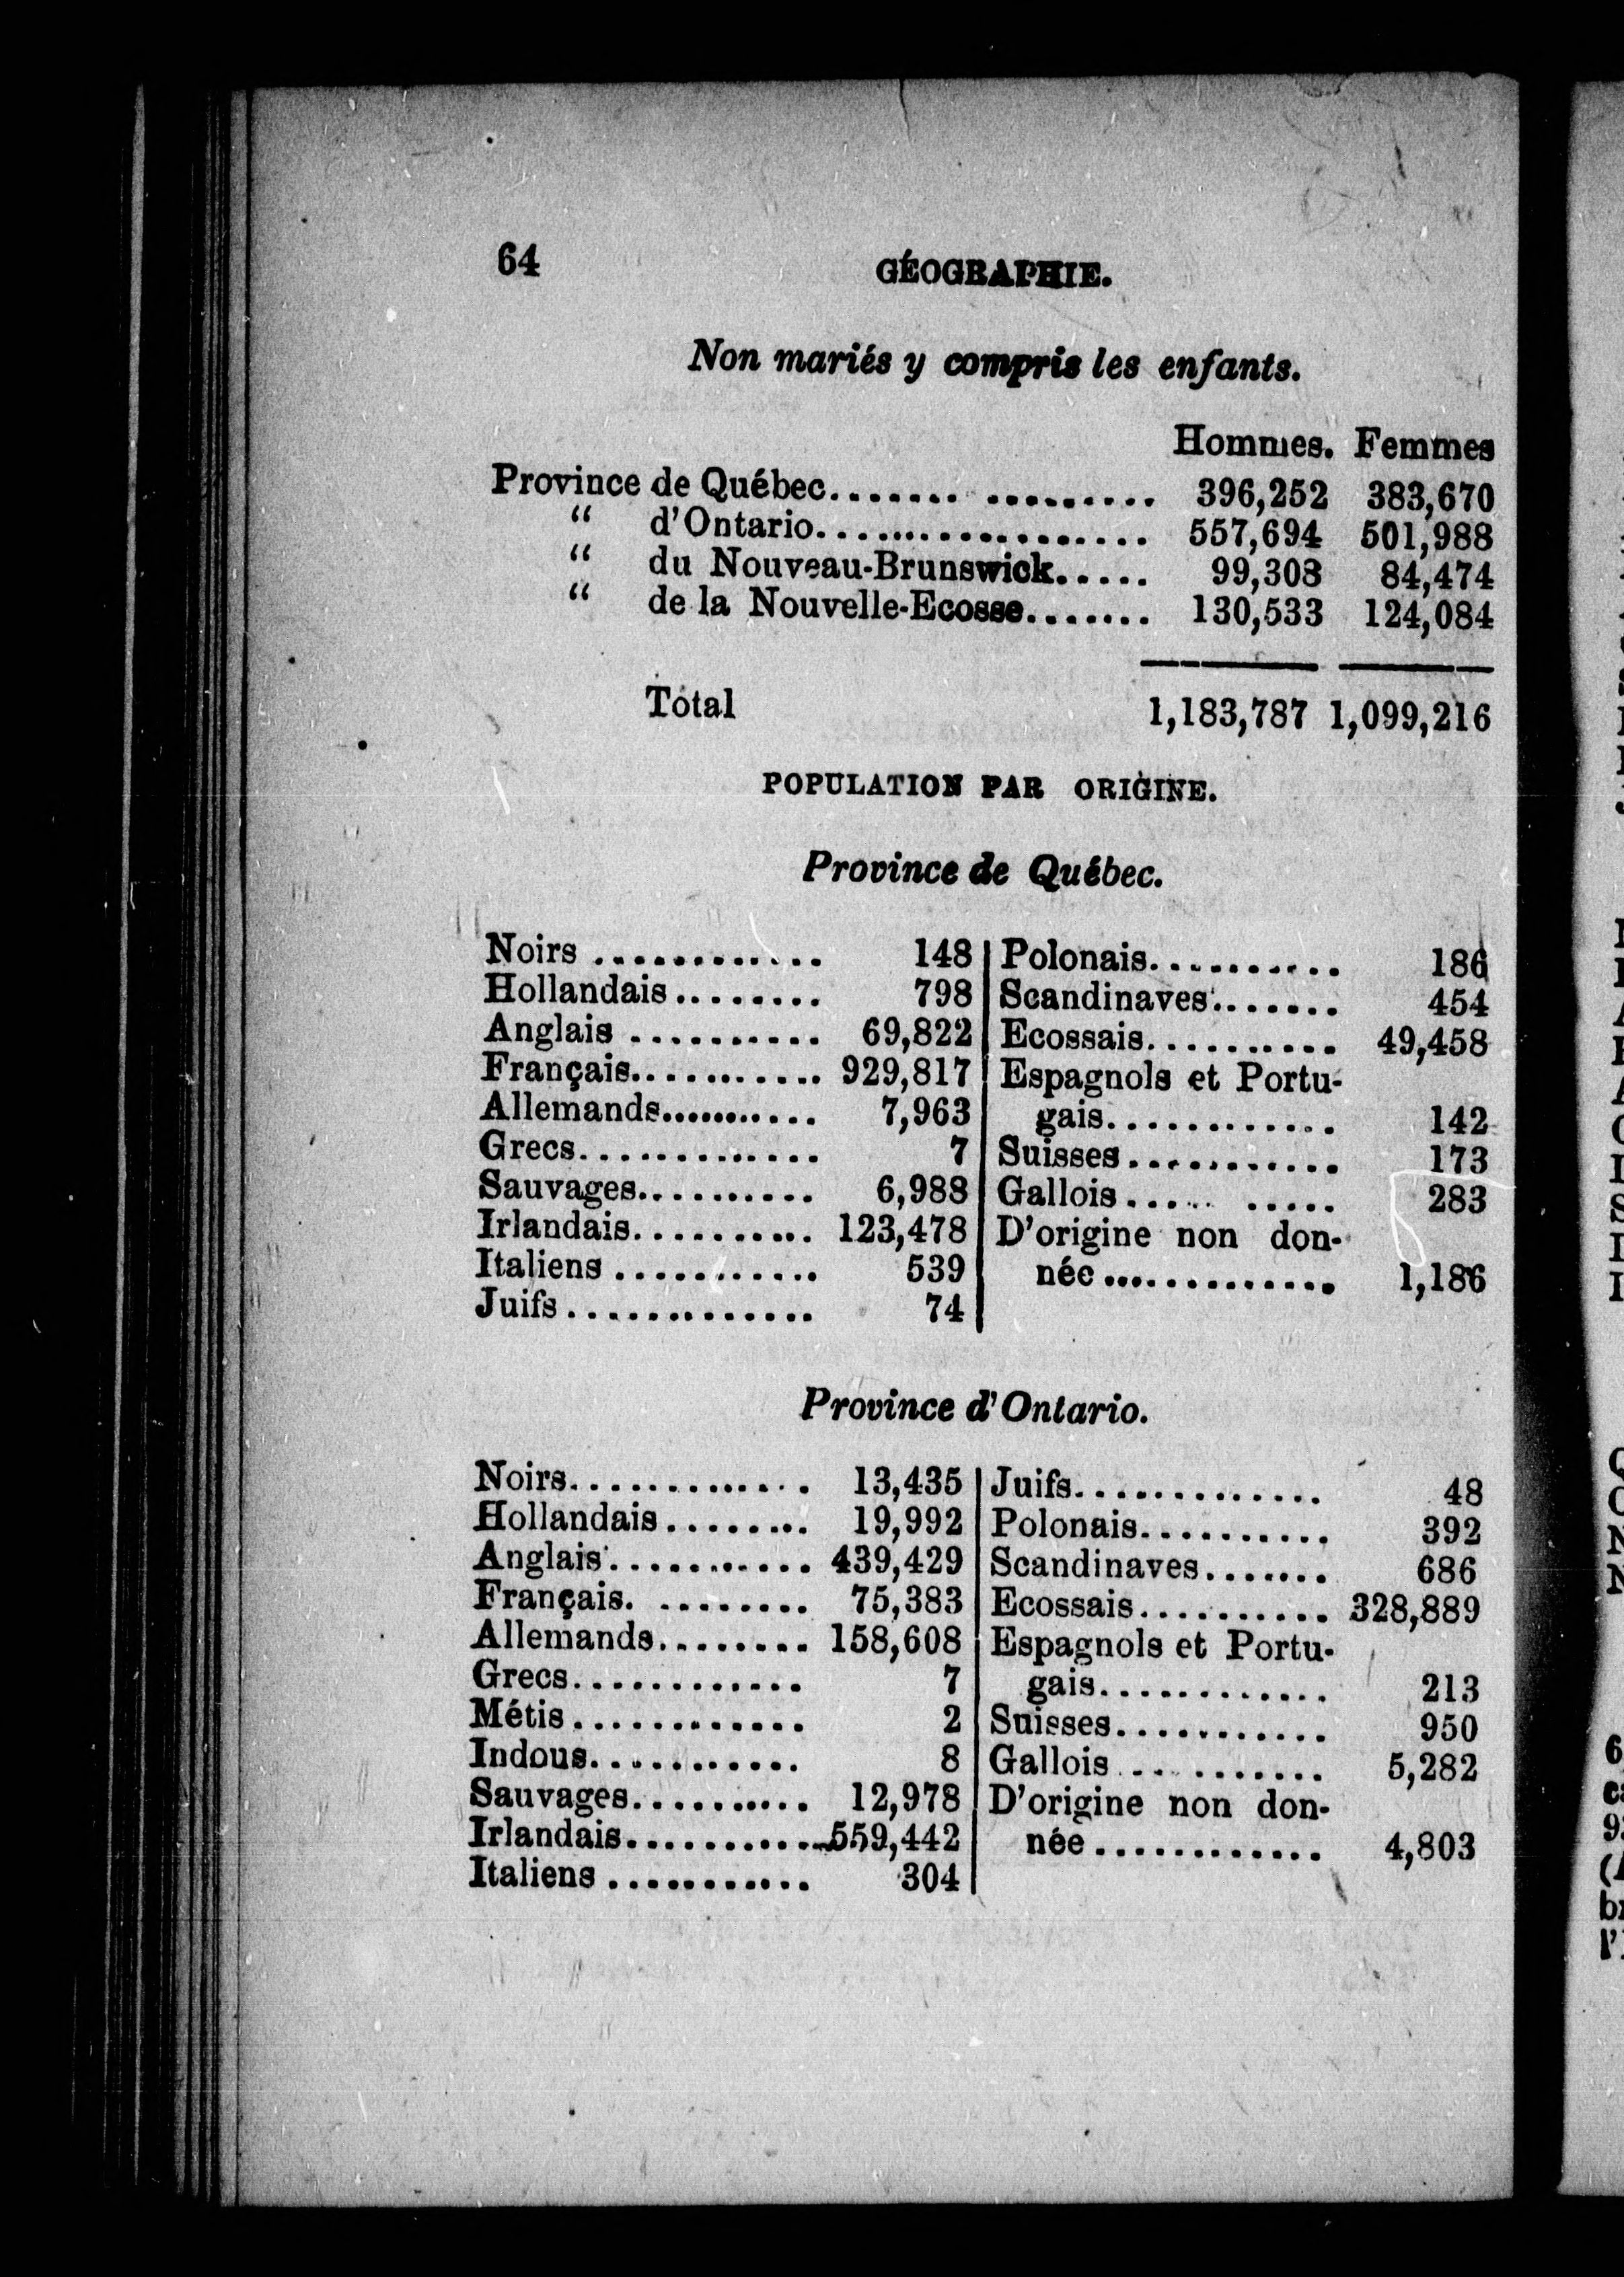 64
GÉOGRAPHIE.
Non mariés y compris les enfants.
Hommes. Femmes
Province de Québec....... ......... 396,252 383,670
“ d'Ontario.................. 557,694 501,988
“ du Nouveau-Brunswick..... 99,308 84,474
“ de la Nouvelle-Ecosse....... 130,533 124,084
Total 1,183,787 1,099,216
POPULATION PAR ORIGINE.
Province de Québec.
Noirs ............ 148
Hollandais........ 798
Anglais .......... 69,822
Français........... 929,817
Allemands........... 7,963
Grecs............. 7
Sauvages.......... 6,988
Irlandais.......... 123,478
Italiens ........... 539
Juifs............. 74
Polonais.......... 186
Scandinaves....... 454
Ecossais.......... 49,458
Espagnols et Portu-
gais............ 142
Suisses........... 173
Gallois..... ..... 283
D'origine non don-
née ............. 1,186
Province d'Ontario.
Noirs............. 13,435
Hollandais........ 19,992
Anglais........... 439,429
Français. ........ 75,383
Allemands........ 158,608
Grecs............ 7
Métis............ 2
Indous........... 8
Sauvages.......... 12,978
Irlandais........... 559,442
Italiens ........... 304
Juifs............. 48
Polonais.......... 392
Scandinaves....... 686
Ecossais.......... 328,889
Espagnols et Portu-
gais............ 213
Suisses........... 950
Gallois... ....... 5,282
D'origine non don-
née ............ 4,803